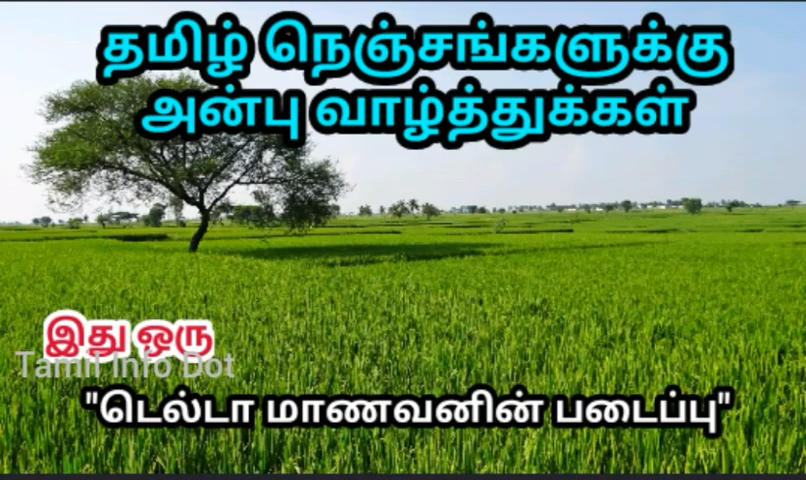 தமிழ் நெஞ்சங்களுக்கு
அன்பு வாழ்த்துக்கள்
இது ஒரு
Tamil Info Dot
"டெல்டா மாணவனின் படைப்பு"